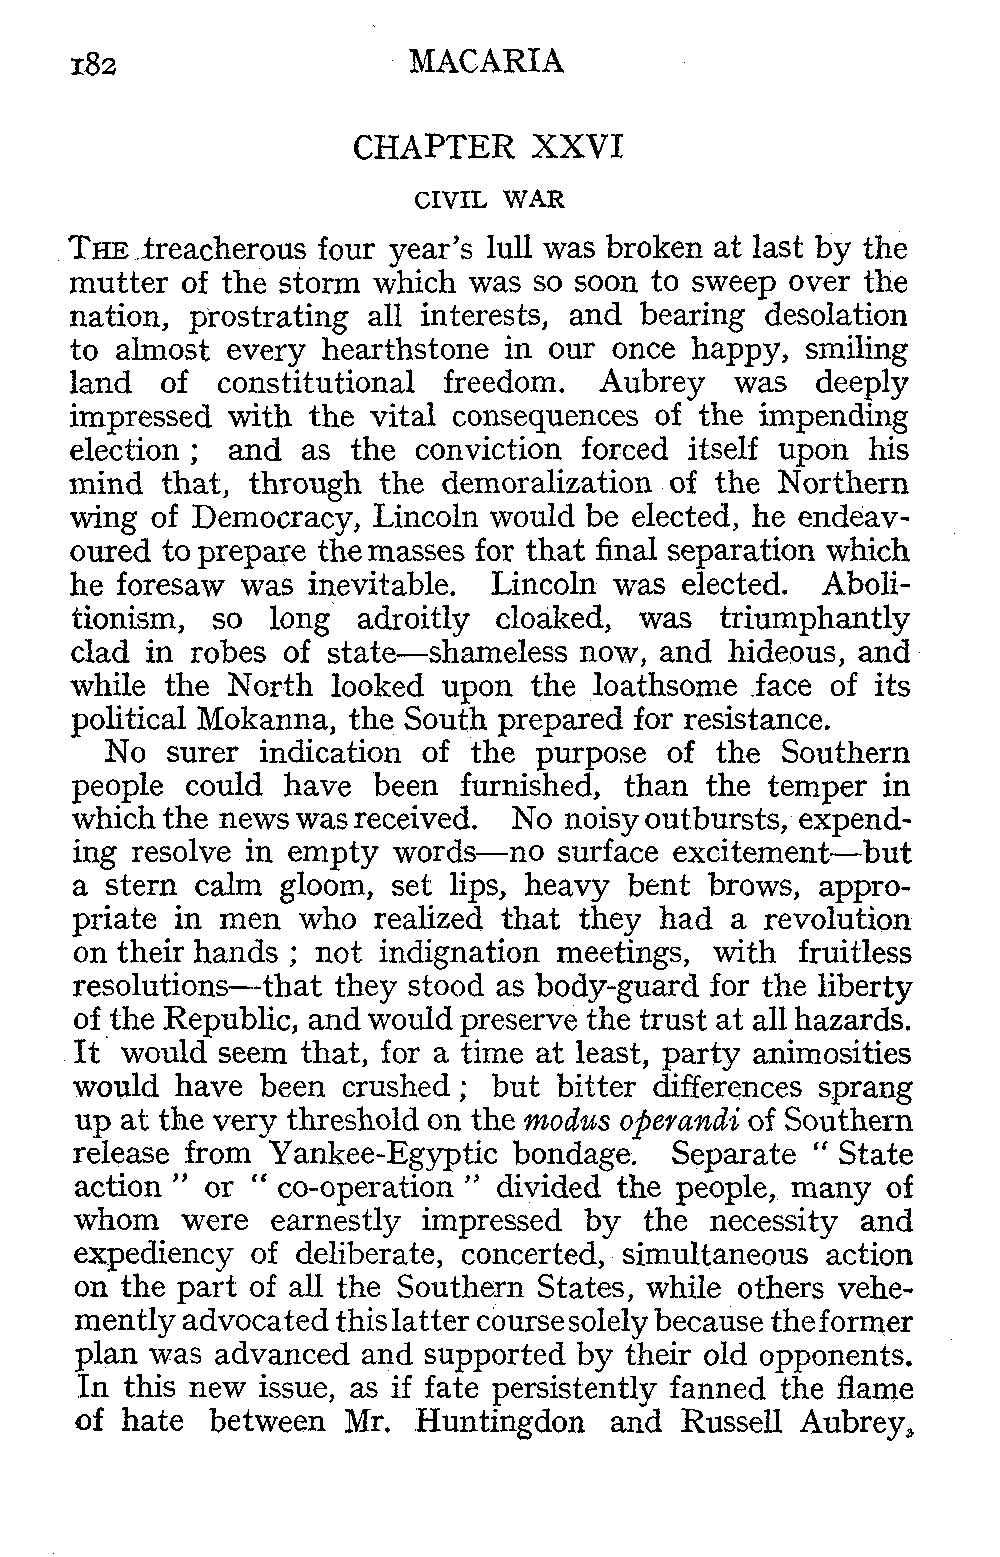 182 MACARIA
CHAPTER XXVI
CIVIL WAR
THE treacherous four year's lull was broken at last by the
mutter of the storm which was so soon to sweep over the
nation, prostrating all interests, and bearing desolation
to almost every hearthstone in our once happy, smiling
land of constitutional freedom. Aubrey was deeply
impressed with the vital consequences of the impending
election ; and as the conviction forced itself upon his
mind that, through the demoralization of the Northern
wing of Democracy, Lincoln would be elected, he endeav-
oured to prepare the masses for that final separation which
he foresaw was inevitable. Lincoln was elected. Aboli-
tionism, so long adroitly cloaked, was triumphantly
clad in robes of state—shameless now, and hideous, and
while the North looked upon the loathsome face of its
political Mokanna, the South prepared for resistance.
No surer indication of the purpose of the Southern
people could have been furnished, than the temper in
which the news was received. No noisy outbursts, expend-
ing resolve in empty words—no surface excitement—but
a stern calm gloom, set lips, heavy bent brows, appro-
priate in men who realized that they had a revolution
on their hands ; not indignation meetings, with fruitless
resolutions—that they stood as body-guard for the liberty
of the Republic, and would preserve the trust at all hazards.
It would seem that, for a time at least, party animosities
would have been crushed ; but bitter differences sprang
up at the very threshold on the modus operandi of Southern
release from Yankee-Egyptic bondage. Separate " State
action " or " co-operation " divided the people, many of
whom were earnestly impressed by the necessity and
expediency of deliberate, concerted, simultaneous action
on the part of all the Southern States, while others vehe-
mently advocated this latter course solely because the former
plan was advanced and supported by their old opponents.
In this new issue, as if fate persistently fanned the flame
of hate between Mr. Huntingdon and Russell Aubrey,